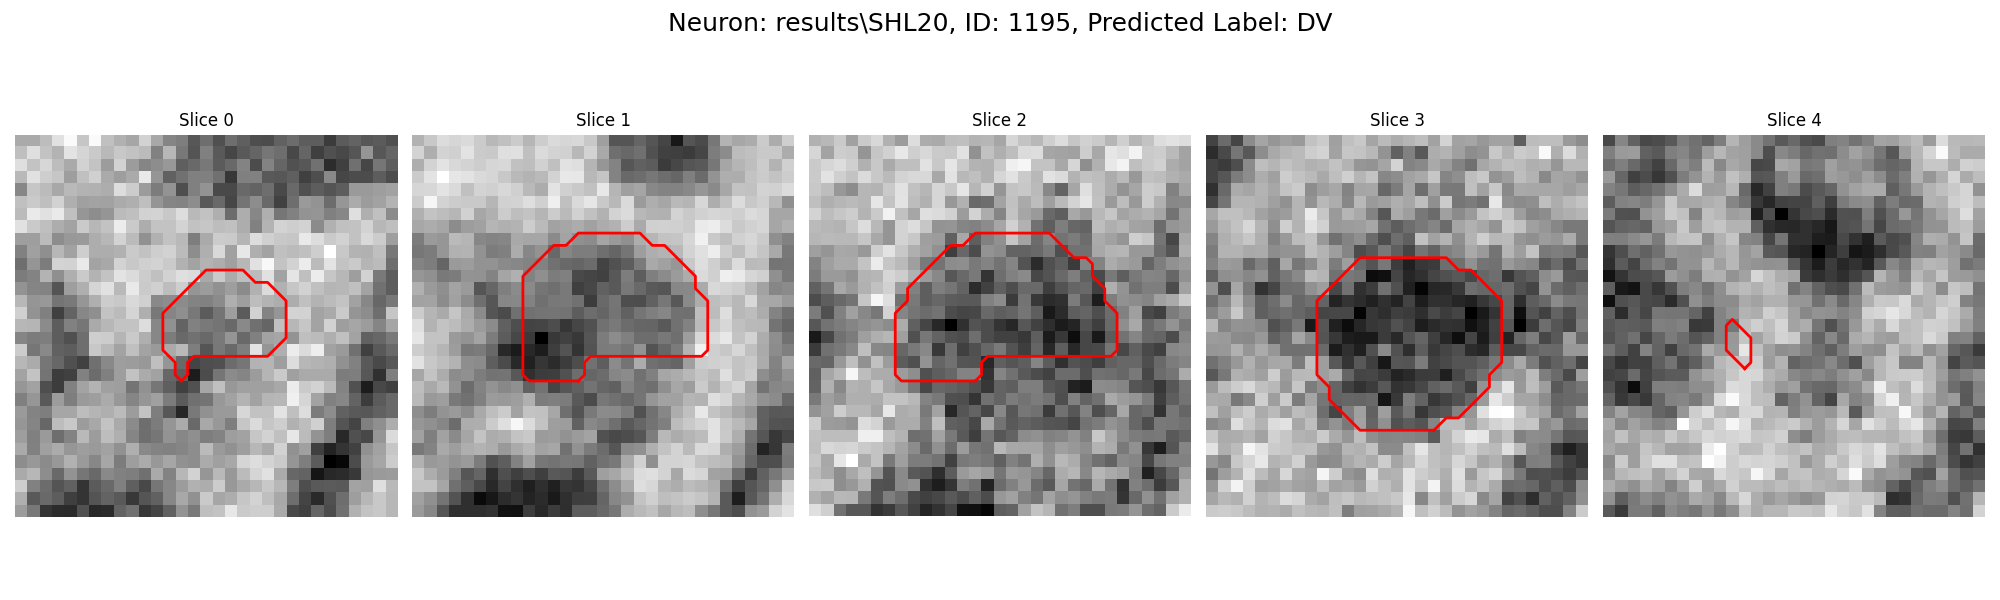 Neuron: results\SHL20, ID: 1195, Predicted Label: DV
Slice 0
Slice 1
Slice 2
Slice 3
Slice 4